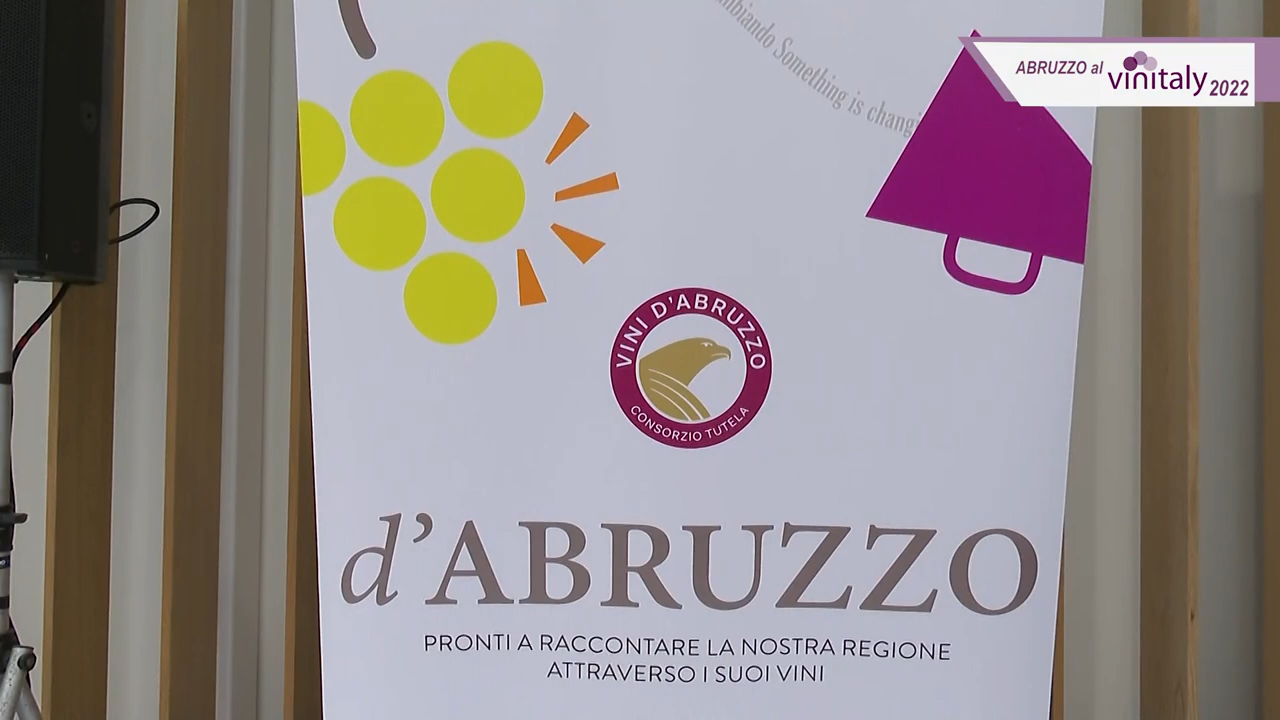 ABRUZZO al vinitaly 2022
Something is
VINI D'ABRUZZO
CONSORZIO TUTELA
d'ABRUZZO
PRONTI A RACCONTARE LA NOSTRA REGIONE
ATTRAVERSO I SUOI VINI